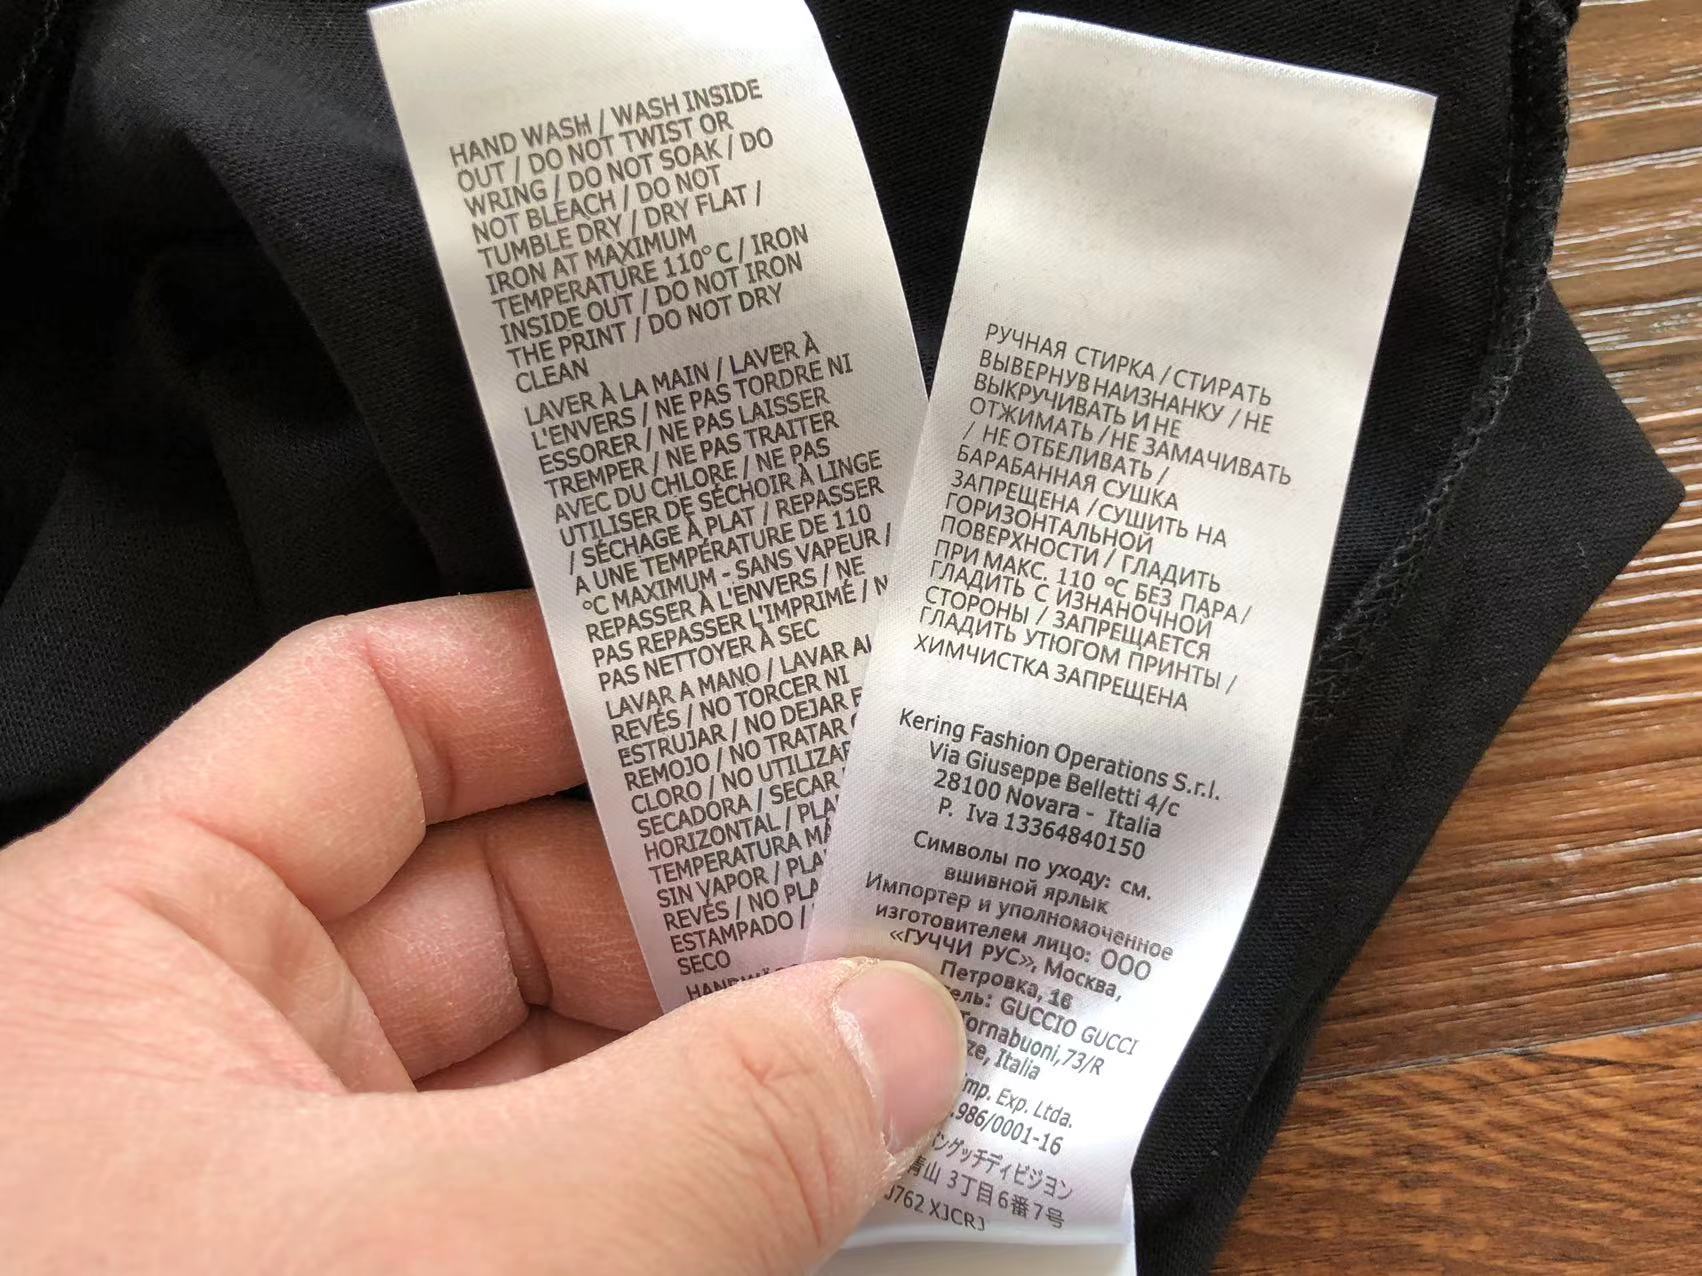 HAND WASH / WASH INSIDE
OUT / DO NOT TWIST OR
WRING / DO NOT SOAK / DO
NOT BLEACH / DO NOT
TUMBLE DRY / DRY FLAT /
IRON AT MAXIMUM
TEMPERATURE 110°C / IRON
INSIDE OUT / DO NOT IRON
THE PRINT / DO NOT DRY
CLEAN
LAVER À LA MAIN / LAVER À
L'ENVERS / NE PAS TORDRE NI
ESSORER / NE PAS LAISSER
TREMPER / NE PAS TRAITER
AVEC DU CHLORE / NE PAS
UTILISER DE SÉCHOIR À LINGE
/ SÉCHAGE À PLAT / REPASSER
A UNE TEMPÉRATURE DE 110
°C MAXIMUM - SANS VAPEUR /
REPASSER À L'ENVERS / NE
PAS REPASSER L'IMPRIMÉ /
PAS NETTOYER À SEC
LAVAR A MANO / LAVAR
REVÉS / NO TORCER NI
ESTRUJAR / NO DEJAR
REMOJO / NO TRATAR
CLORO / NO UTILIZAR
SECADORA / SECAR
HORIZONTAL /
TEMPERATURA
SIN VAPOR /
REVÉS / NO
ESTAMPADO /
SECO
РУЧНАЯ СТИРКА / СТИРАТЬ
ВЫВЕРНУВ НАИЗНАНКУ / НЕ
ВЫКРУЧИВАТЬ И НЕ
ОТЖИМАТЬ / НЕ ЗАМАЧИВАТЬ
/ НЕ ОТБЕЛИВАТЬ /
БАРАБАННАЯ СУШКА
ЗАПРЕЩЕНА / СУШИТЬ НА
ГОРИЗОНТАЛЬНОЙ
ПОВЕРХНОСТИ / ГЛАДИТЬ
ПРИ МАКС. 110 °С БЕЗ ПАРА /
ГЛАДИТЬ С ИЗНАНОЧНОЙ
СТОРОНЫ / ЗАПРЕЩАЕТСЯ
ГЛАДИТЬ УТЮГОМ ПРИНТЫ /
ХИМЧИСТКА ЗАПРЕЩЕНА
Kering Fashion Operations S.r.l.
Via Giuseppe Belletti 4/c
28100 Novara - Italia
P. Iva 13364840150
Символы по уходу: см.
вшивной ярлык
Импортер и уполномоченное
изготовителем лицо: ООО
«ГУЧЧИ РУС», Москва,
Петровка, 16
GUCCIO GUCCI
Tornabuoni,73/R
Italia
Exp. Ltda.
.986/0001-16
グッチディビジョン
青山 3丁目6番7号
J762 XJCRJ